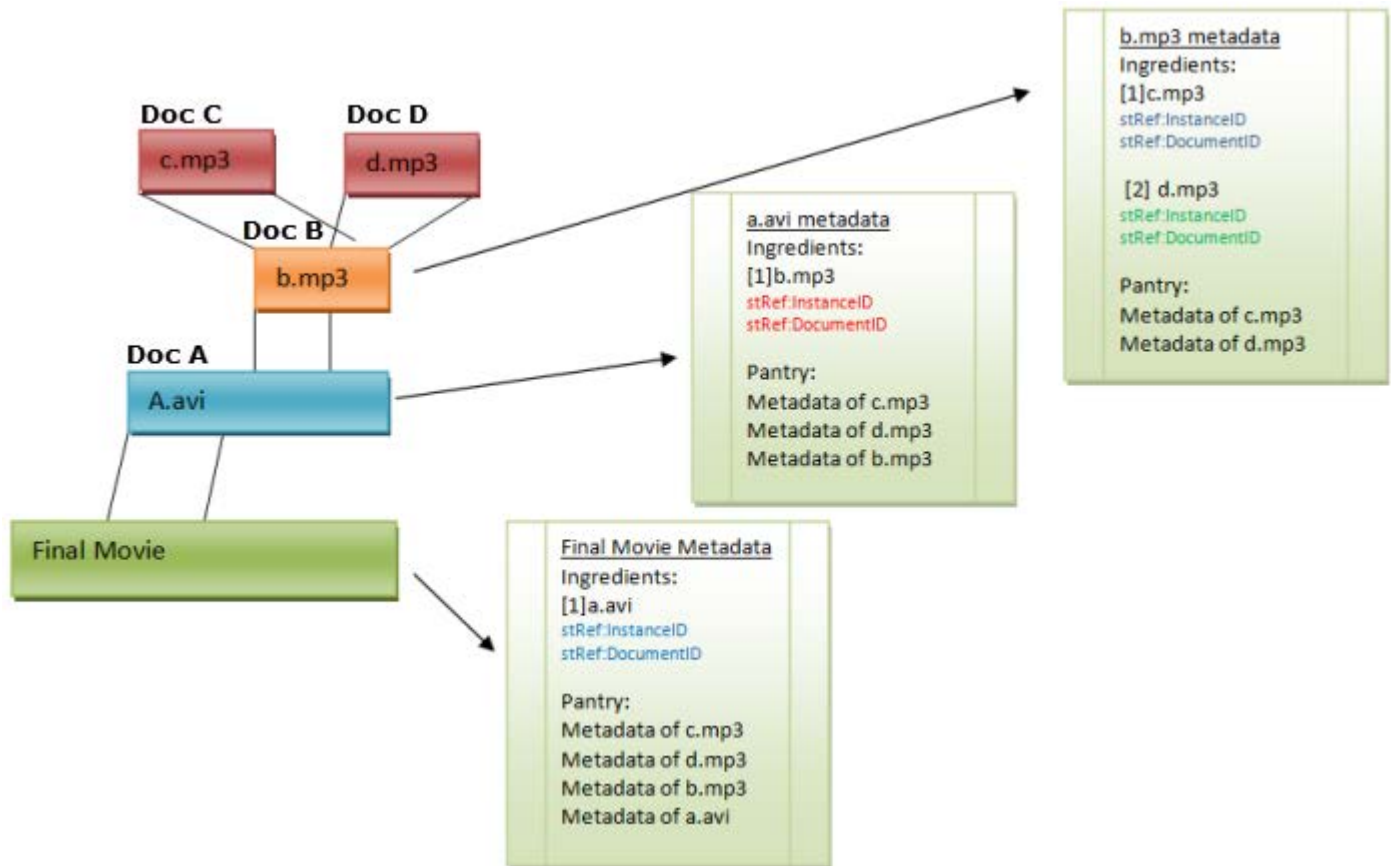 Doc C
Doc D
c.mp3
d.mp3
Doc B
b.mp3
Doc A
A.avi
Final Movie
b.mp3 metadata
Ingredients:
[1]c.mp3
stRef:InstanceID
stRef:DocumentID
[2] d.mp3
stRef:InstanceID
stRef:DocumentID
Pantry:
Metadata of c.mp3
Metadata of d.mp3
a.avi metadata
Ingredients:
[1]b.mp3
stRef:InstanceID
stRef:DocumentID
Pantry:
Metadata of c.mp3
Metadata of d.mp3
Metadata of b.mp3
Final Movie Metadata
Ingredients:
[1]a.avi
stRef:InstanceID
stRef:DocumentID
Pantry:
Metadata of c.mp3
Metadata of d.mp3
Metadata of b.mp3
Metadata of a.avi